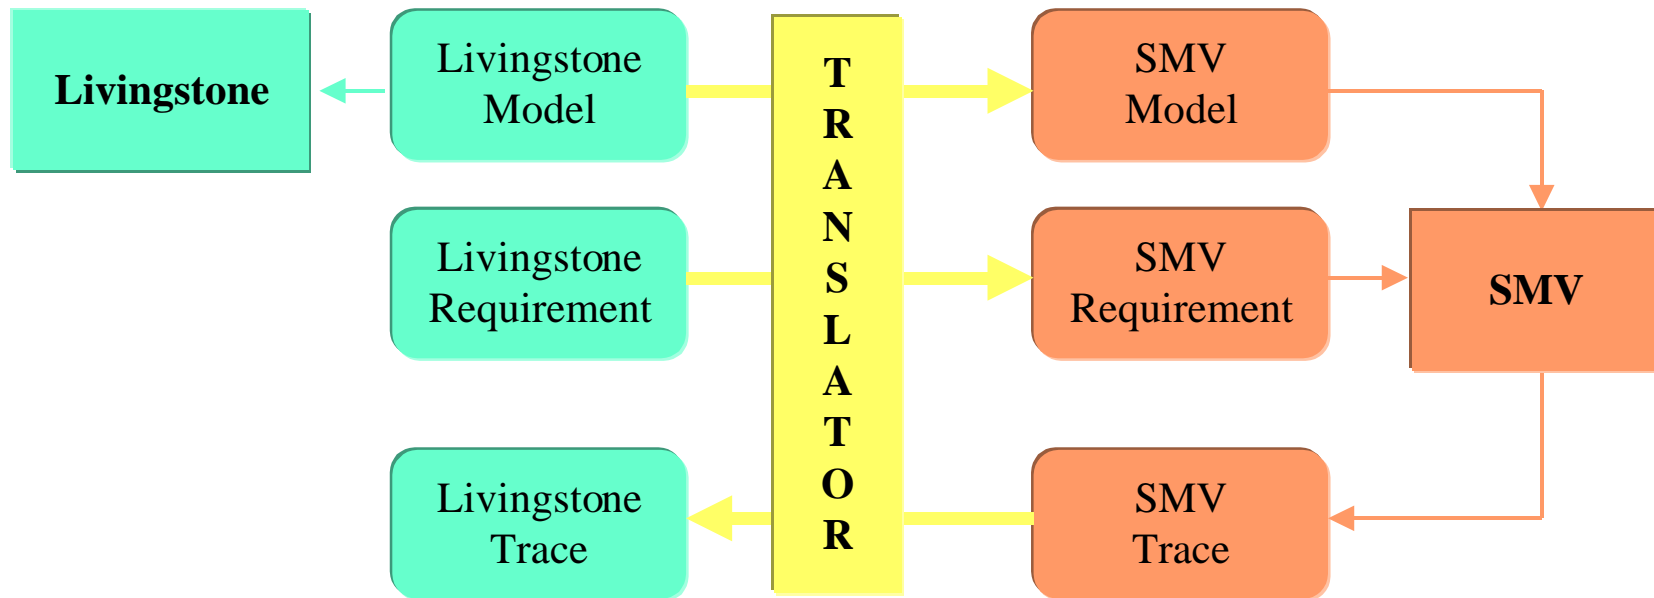 Livingstone
Livingstone
Model
Livingstone
Requirement
Livingstone
Trace
T
R
A
N
S
L
A
T
O
R
SMV
Model
SMV
Requirement
SMV
Trace
SMV